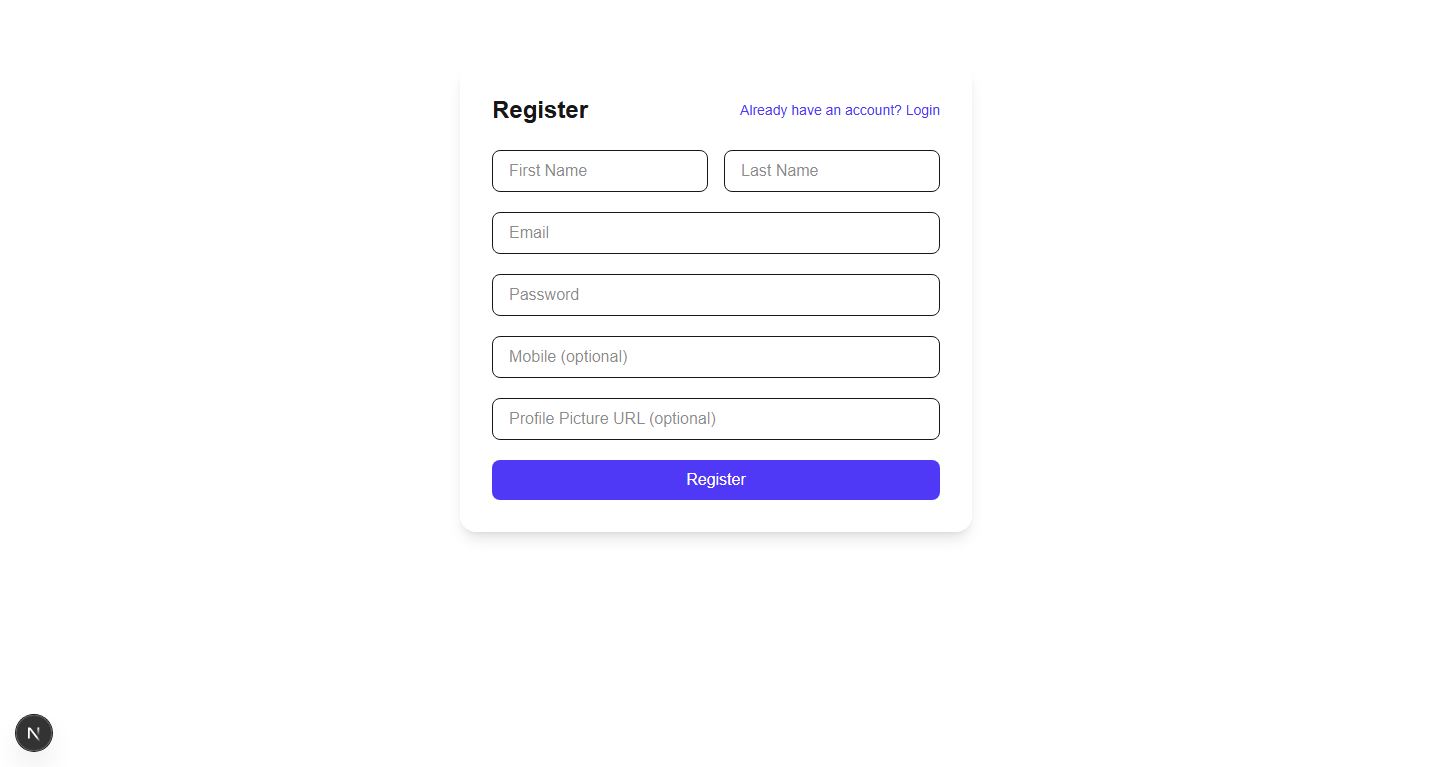 Register
Already have an account? Login
First Name
Last Name
Email
Password
Mobile (optional)
Profile Picture URL (optional)
Register
N